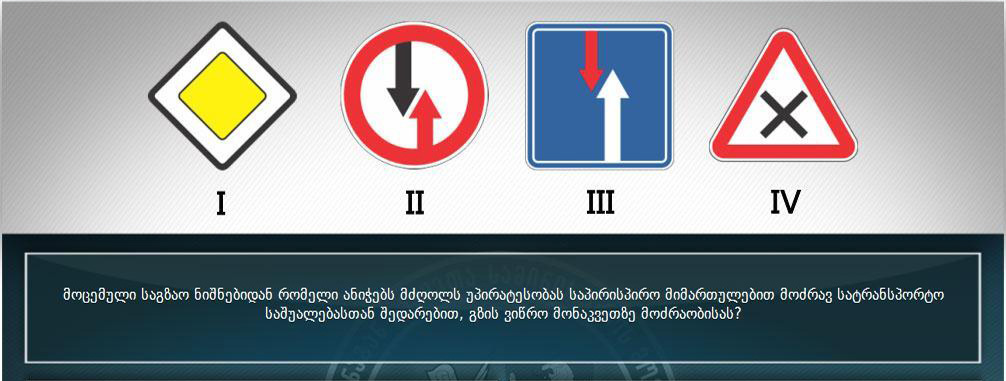 I II III IV
მოცემული საგზაო ნიშნებიდან რომელი ანიჭებს მძღოლს უპირატესობას საპირისპირო მიმართულებით მოძრავ სატრანსპორტო
საშუალებასთან შედარებით, გზის ვიწრო მონაკვეთზე მოძრაობისას?